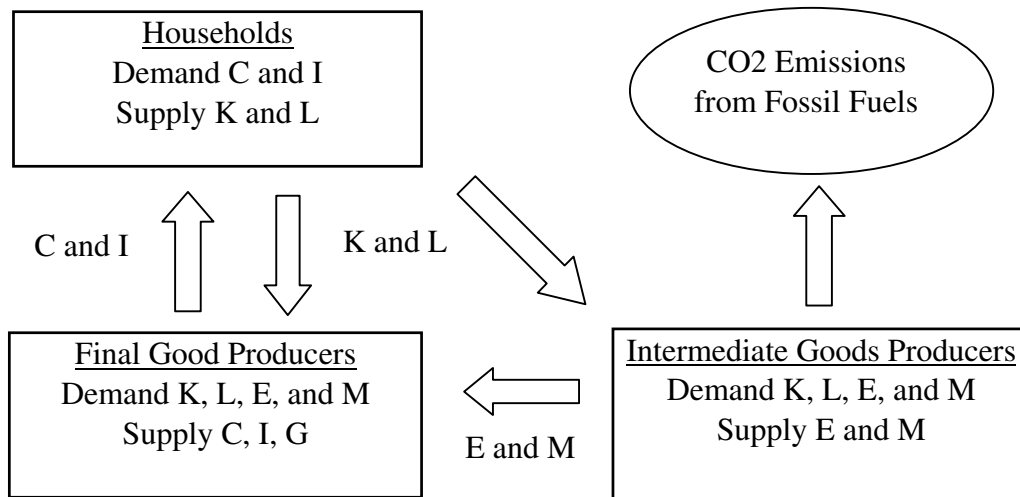 Households
Demand C and I
Supply K and L
CO2 Emissions
from Fossil Fuels
C and I
K and L
Final Good Producers
Demand K, L, E, and M
Supply C, I, G
E and M
Intermediate Goods Producers
Demand K, L, E, and M
Supply E and M